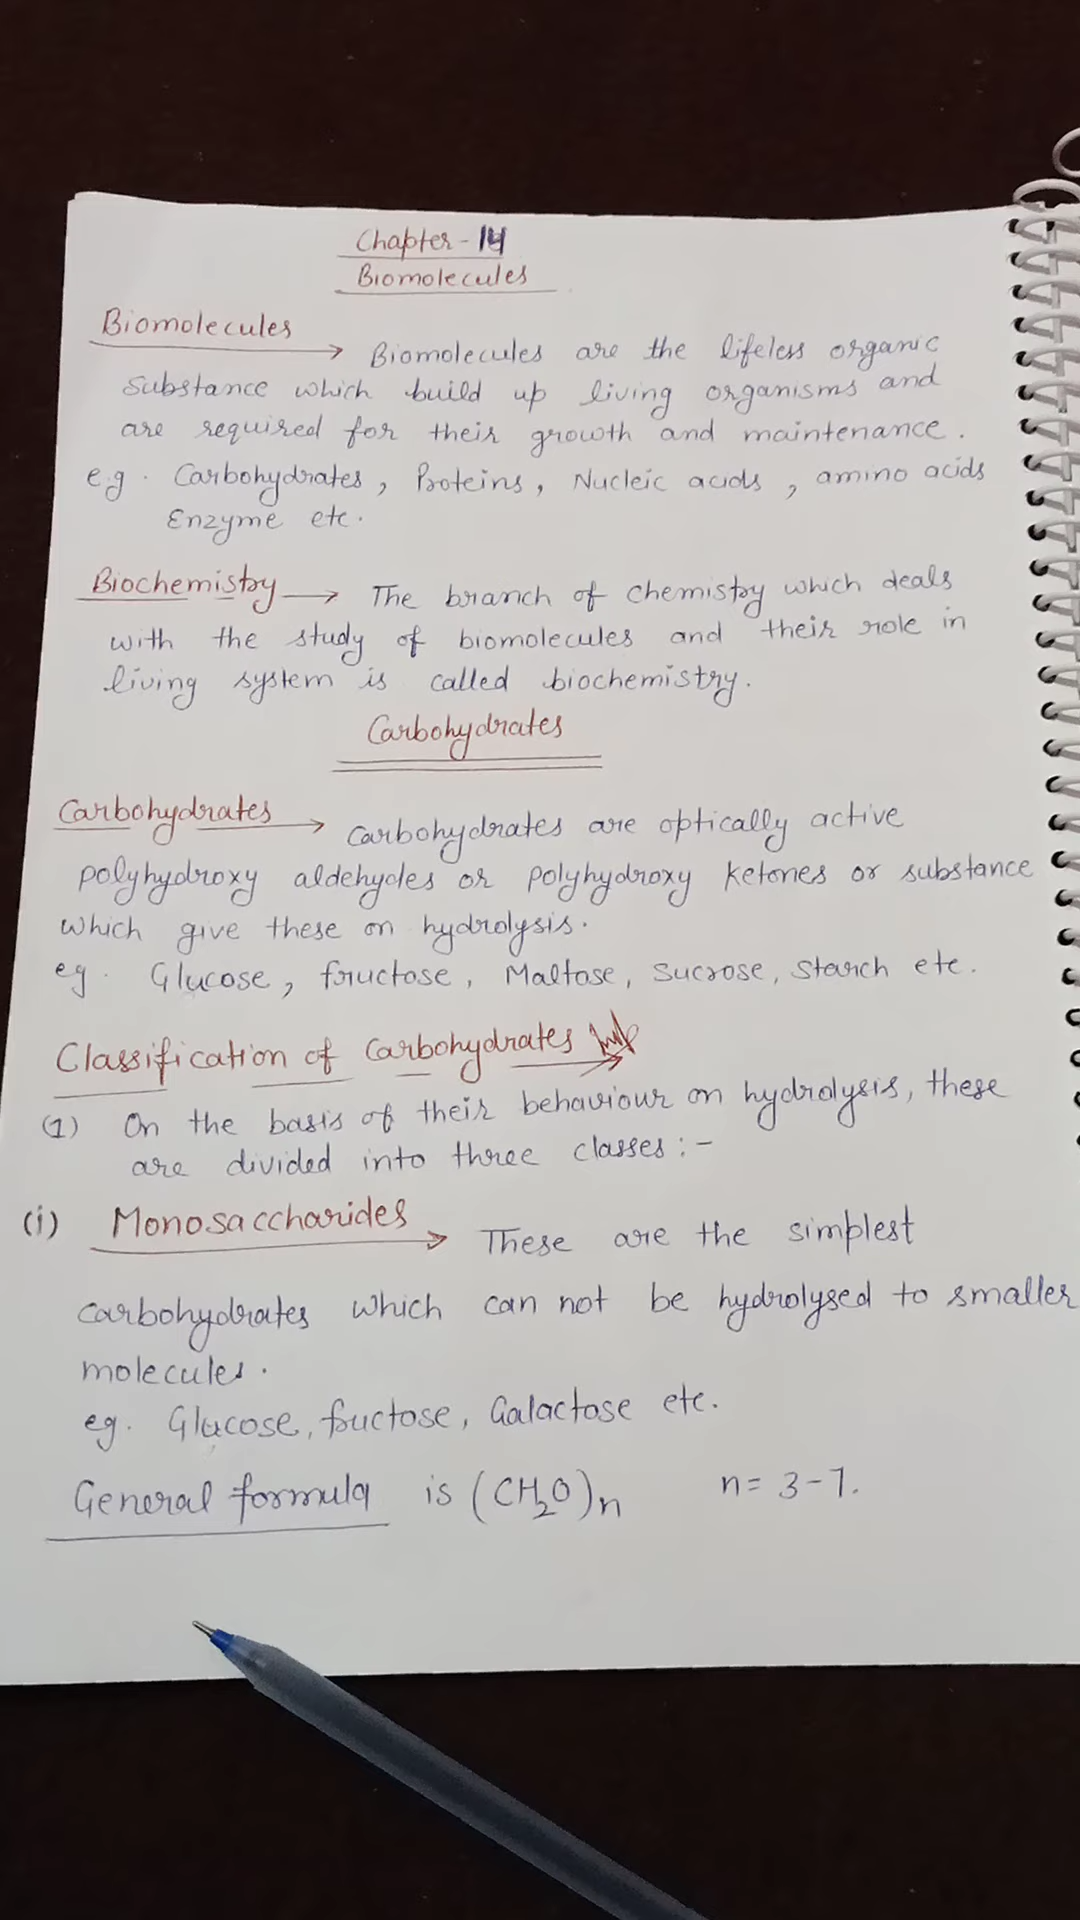 Chapter-14
Biomolecules
Biomolecules
→ Biomolecules are the lifeless organic
substance which build up living organisms and
are required for their growth and maintenance.
e.g. Carbohydrates, Proteins, Nucleic acids, amino acids
Enzyme etc.
Biochemistry → The branch of chemistry which deals
with the study of biomolecules and their role in
living system is called biochemistry.
Carbohydrates
Carbohydrates → Carbohydrates are optically active
polyhydroxy aldehydes or polyhydroxy ketones or substance
which give these on hydrolysis.
eg. Glucose, fructose, Maltose, Sucrose, Starch etc.
Classification of Carbohydrates Imp
(1) On the basis of their behaviour on hydrolysis, these
are divided into three classes:-
(i) Monosaccharides → These are the simplest
carbohydrates which can not be hydrolysed to smaller
molecules.
eg. Glucose, fuctose, Galactose etc.
General formula is (CH₂O)n n= 3-7.